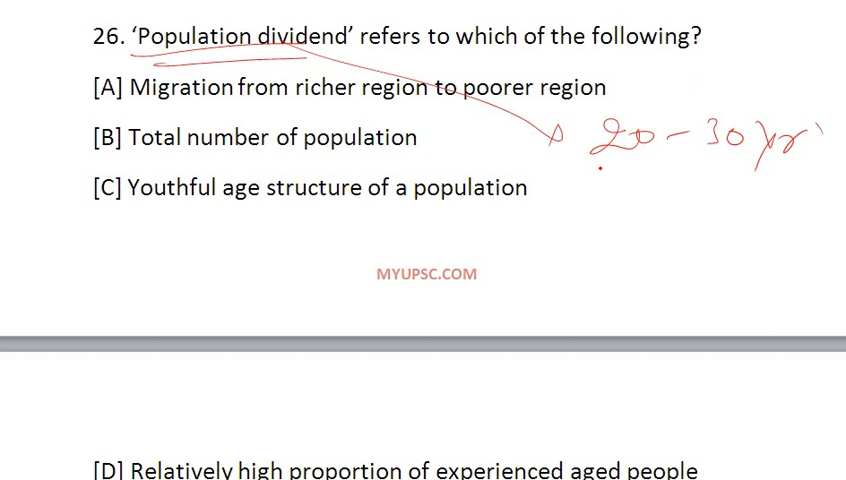 26. ‘Population dividend’ refers to which of the following?
[A] Migration from richer region to poorer region
[B] Total number of population
20 - 30 yrs
[C] Youthful age structure of a population
MYUPSC.COM
[D] Relatively high proportion of experienced aged people